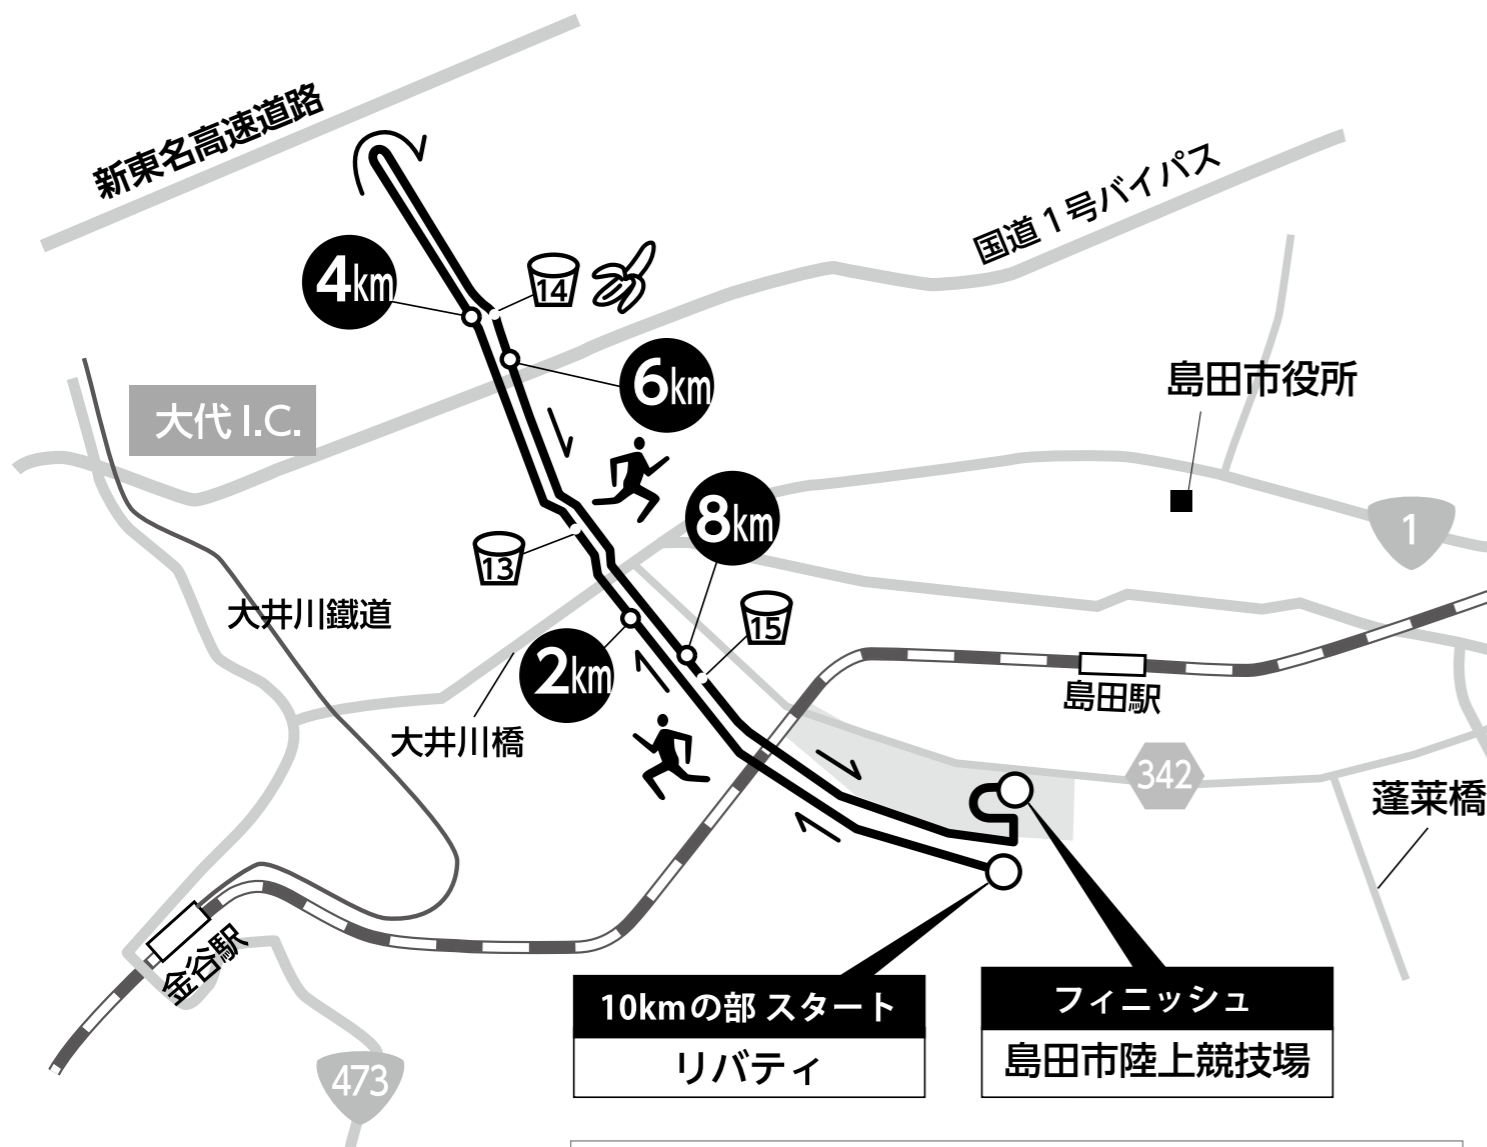 新東名高速道路
国道1号バイパス
4km
14
6km
島田市役所
大代 I.C.
8km
1
13
15
大井川鐵道
2km
島田駅
大井川橋
342
蓬莱橋
金谷駅
10kmの部 スタート
リバティ
フィニッシュ
島田市陸上競技場
473